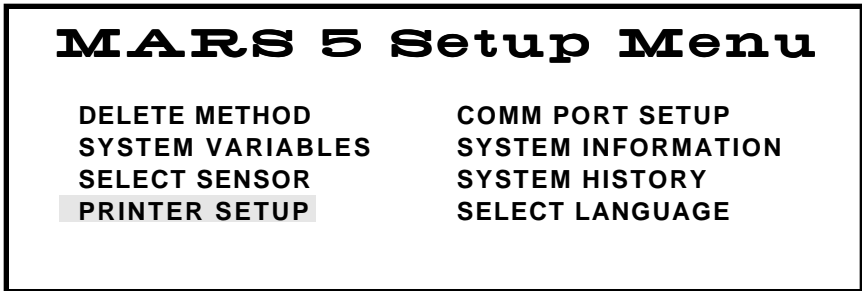 MARS 5 Setup Menu
DELETE METHOD
SYSTEM VARIABLES
SELECT SENSOR
PRINTER SETUP
COMM PORT SETUP
SYSTEM INFORMATION
SYSTEM HISTORY
SELECT LANGUAGE